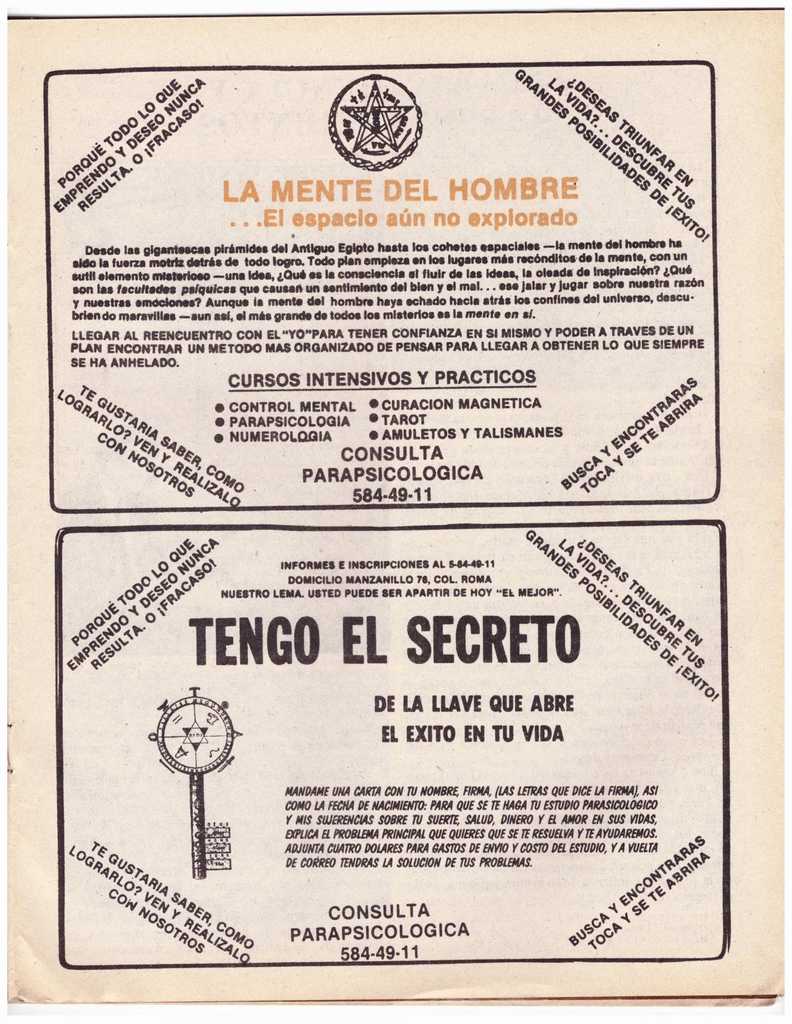 PORQUÉ TODO LO QUE
EMPRENDO Y DESEO NUNCA
RESULTA. O ¡FRACASO!
¿DESEAS TRIUNFAR EN
LA VIDA?... DESCUBRE TUS
GRANDES POSIBILIDADES DE ¡EXITO!
LA MENTE DEL HOMBRE
...El espacio aún no explorado
Desde las gigantescas pirámides del Antiguo Egipto hasta los cohetes espaciales —la mente del hombre ha
sido la fuerza motriz detrás de todo logro. Todo plan empieza en los lugares más recónditos de la mente, con un
sutil elemento misterioso —una idea, ¿Qué es la consciencia al fluir de las ideas, la oleada de inspiración? ¿Qué
son las facultades psíquicas que causan un sentimiento del bien y el mal... ese jalar y jugar sobre nuestra razón
y nuestras emociones? Aunque la mente del hombre haya echado hacia atrás los confines del universo, descu-
briendo maravillas —aun así, el más grande de todos los misterios es la mente en sí.
LLEGAR AL REENCUENTRO CON EL"YO"PARA TENER CONFIANZA EN SI MISMO Y PODER A TRAVES DE UN
PLAN ENCONTRAR UN METODO MAS ORGANIZADO DE PENSAR PARA LLEGAR A OBTENER LO QUE SIEMPRE
SE HA ANHELADO.
CURSOS INTENSIVOS Y PRACTICOS
● CONTROL MENTAL ● CURACION MAGNETICA
● PARAPSICOLOGIA ● TAROT
● NUMEROLOGIA ● AMULETOS Y TALISMANES
TE GUSTARIA SABER, COMO
LOGRARLO? VEN Y REALIZALO
CON NOSOTROS
CONSULTA
PARAPSICOLOGICA
584-49-11
BUSCA Y ENCONTRARAS
TOCA Y SE TE ABRIRA
PORQUÉ TODO LO QUE
EMPRENDO Y DESEO NUNCA
RESULTA. O ¡FRACASO!
INFORMES E INSCRIPCIONES AL 5-84-49-11
DOMICILIO MANZANILLO 76, COL. ROMA
NUESTRO LEMA. USTED PUEDE SER APARTIR DE HOY "EL MEJOR".
¿DESEAS TRIUNFAR EN
LA VIDA?... DESCUBRE TUS
GRANDES POSIBILIDADES DE ¡EXITO!
TENGO EL SECRETO
DE LA LLAVE QUE ABRE
EL EXITO EN TU VIDA
MANDAME UNA CARTA CON TU NOMBRE, FIRMA, (LAS LETRAS QUE DICE LA FIRMA), ASI
COMO LA FECHA DE NACIMIENTO: PARA QUE SE TE HAGA TU ESTUDIO PARASICOLOGICO
Y MIS SUJERENCIAS SOBRE TU SUERTE, SALUD, DINERO Y EL AMOR EN SUS VIDAS,
EXPLICA EL PROBLEMA PRINCIPAL QUE QUIERES QUE SE TE RESUELVA Y TE AYUDAREMOS.
ADJUNTA CUATRO DOLARES PARA GASTOS DE ENVIO Y COSTO DEL ESTUDIO, Y A VUELTA
DE CORREO TENDRAS LA SOLUCION DE TUS PROBLEMAS.
TE GUSTARIA SABER, COMO
LOGRARLO? VEN Y REALIZALO
CON NOSOTROS
CONSULTA
PARAPSICOLOGICA
584-49-11
BUSCA Y ENCONTRARAS
TOCA Y SE TE ABRIRA